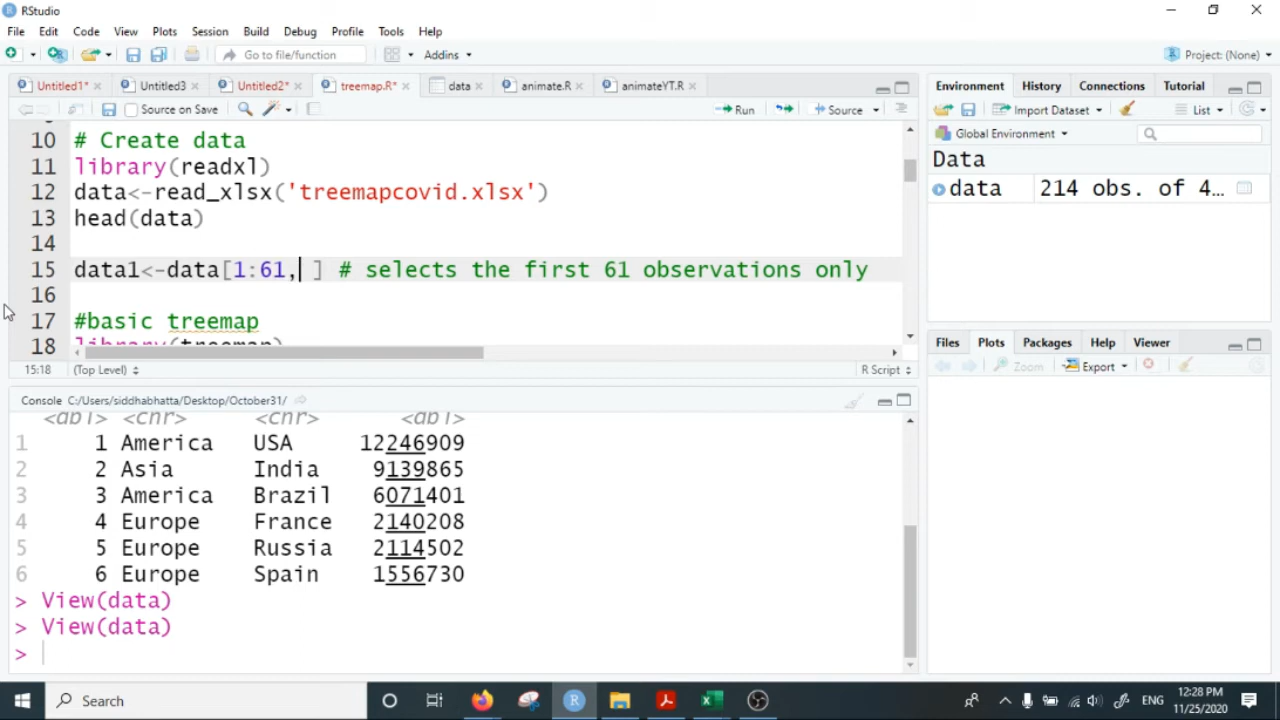 RStudio
File Edit Code View Plots Session Build Debug Profile Tools Help
Go to file/function Addins Project: (None)
Untitled1* Untitled3 Untitled2* treemap.R* data animate.R animateYT.R
Source on Save Run Source
10 # Create data
11 library(readxl)
12 data<-read_xlsx('treemapcovid.xlsx')
13 head(data)
14
15 data1<-data[1:61, ] # selects the first 61 observations only
16
17 #basic treemap
18 library(treemap)
15:18 (Top Level) R Script
Console C:/Users/siddhabhatta/Desktop/October31/
<dbl> <chr> <chr> <dbl>
1 1 America USA 12246909
2 2 Asia India 9139865
3 3 America Brazil 6071401
4 4 Europe France 2140208
5 5 Europe Russia 2114502
6 6 Europe Spain 1556730
> View(data)
> View(data)
>
Environment History Connections Tutorial
Import Dataset List
Global Environment
Data
data 214 obs. of 4…
Files Plots Packages Help Viewer
Zoom Export
Search
ENG
12:28 PM
11/25/2020